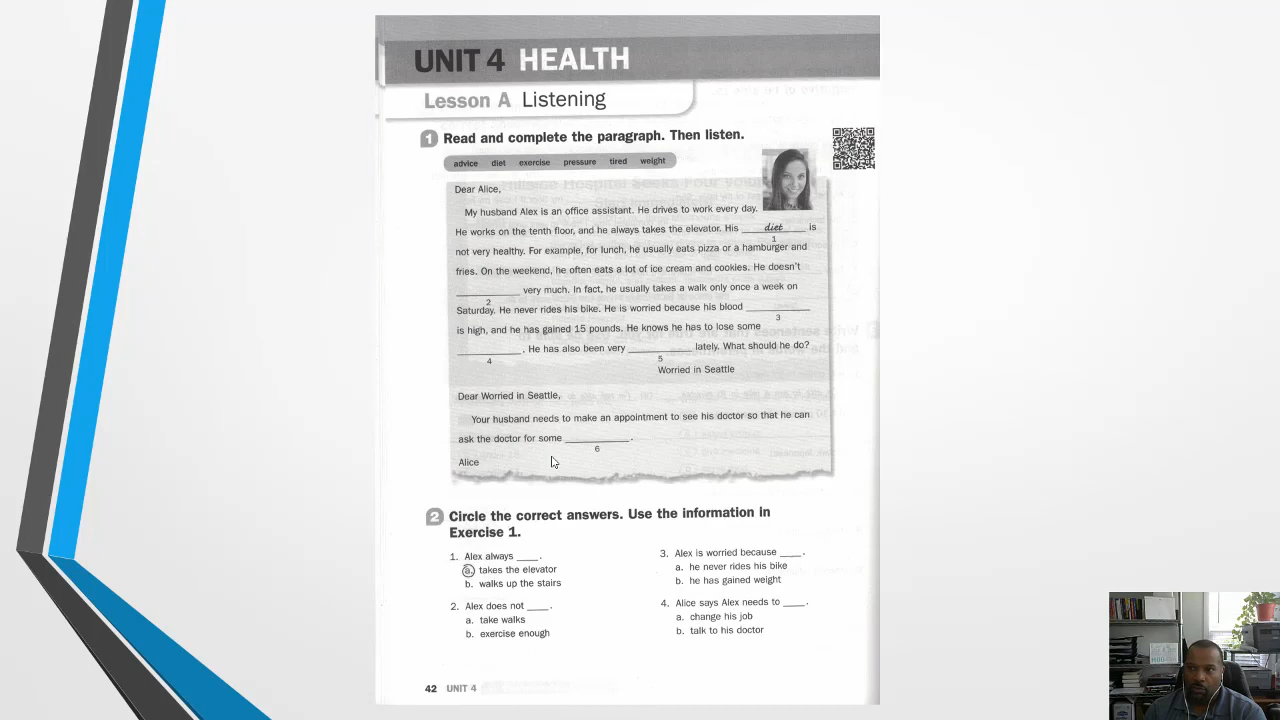 UNIT 4 HEALTH
Lesson A Listening
1 Read and complete the paragraph. Then listen.
advice diet exercise pressure tired weight
Dear Alice,
My husband Alex is an office assistant. He drives to work every day.
He works on the tenth floor, and he always takes the elevator. His diet is
1
not very healthy. For example, for lunch, he usually eats pizza or a hamburger and
fries. On the weekend, he often eats a lot of ice cream and cookies. He doesn't
__________ very much. In fact, he usually takes a walk only once a week on
2
Saturday. He never rides his bike. He is worried because his blood __________
3
is high, and he has gained 15 pounds. He knows he has to lose some
__________. He has also been very __________ lately. What should he do?
4 5
Worried in Seattle
Dear Worried in Seattle,
Your husband needs to make an appointment to see his doctor so that he can
ask the doctor for some __________.
6
Alice
2 Circle the correct answers. Use the information in
Exercise 1.
1. Alex always ____.
a. takes the elevator
b. walks up the stairs
2. Alex does not ____.
a. take walks
b. exercise enough
3. Alex is worried because ____.
a. he never rides his bike
b. he has gained weight
4. Alice says Alex needs to ____.
a. change his job
b. talk to his doctor
42 UNIT 4